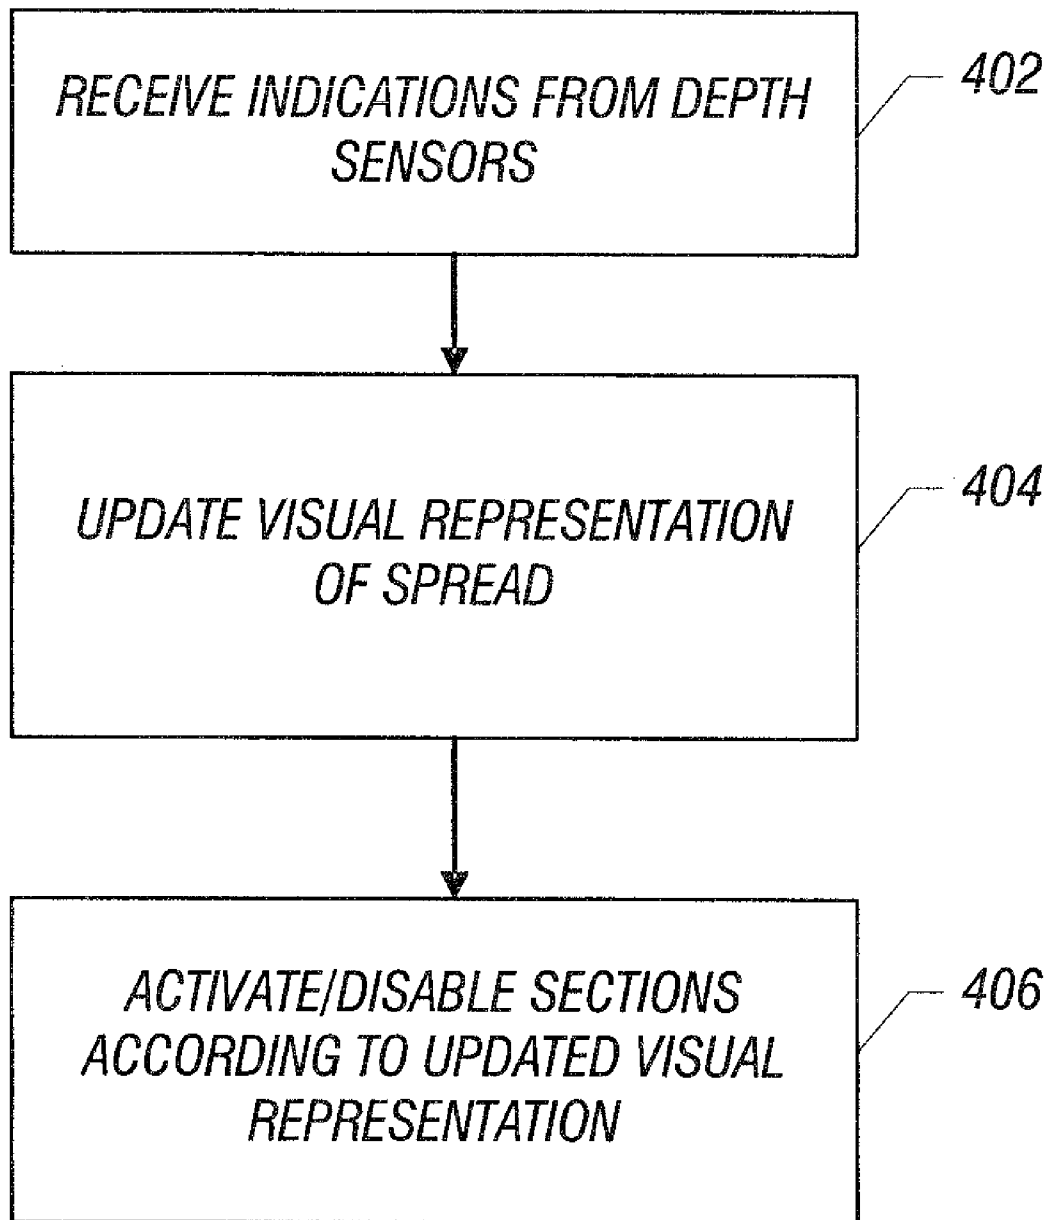 RECEIVE INDICATIONS FROM DEPTH
SENSORS
402
UPDATE VISUAL REPRESENTATION
OF SPREAD
404
ACTIVATE/DISABLE SECTIONS
ACCORDING TO UPDATED VISUAL
REPRESENTATION
406